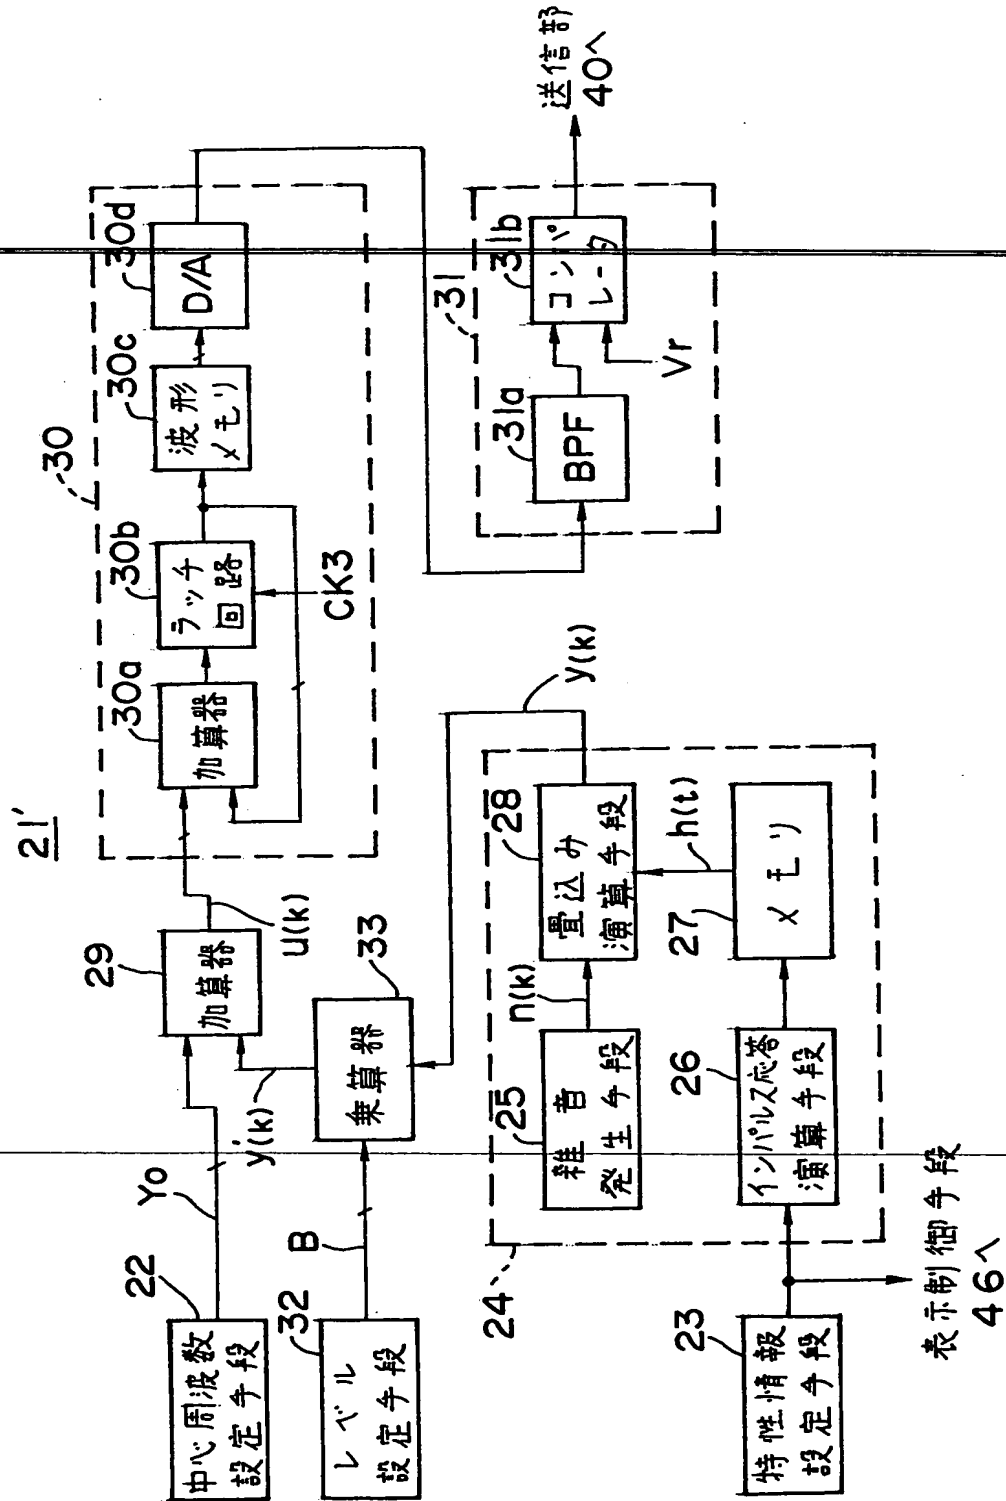 21'
中心周波数
設定手段
22
Yo
レベル
設定手段
32
B
乗算器
33
y'(k)
加算器
29
u(k)
30
加算器
30a
ラッチ
回路
30b
CK3
波形
メモリ
30c
D/A
30d
31
BPF
31a
コンパ
レータ
31b
Vr
送信部
40へ
特性情報
設定手段
23
表示制御手段
46へ
24
雑音
発生手段
25
n(k)
畳込み
演算手段
28
y(k)
インパルス応答
演算手段
26
メモリ
27
h(t)